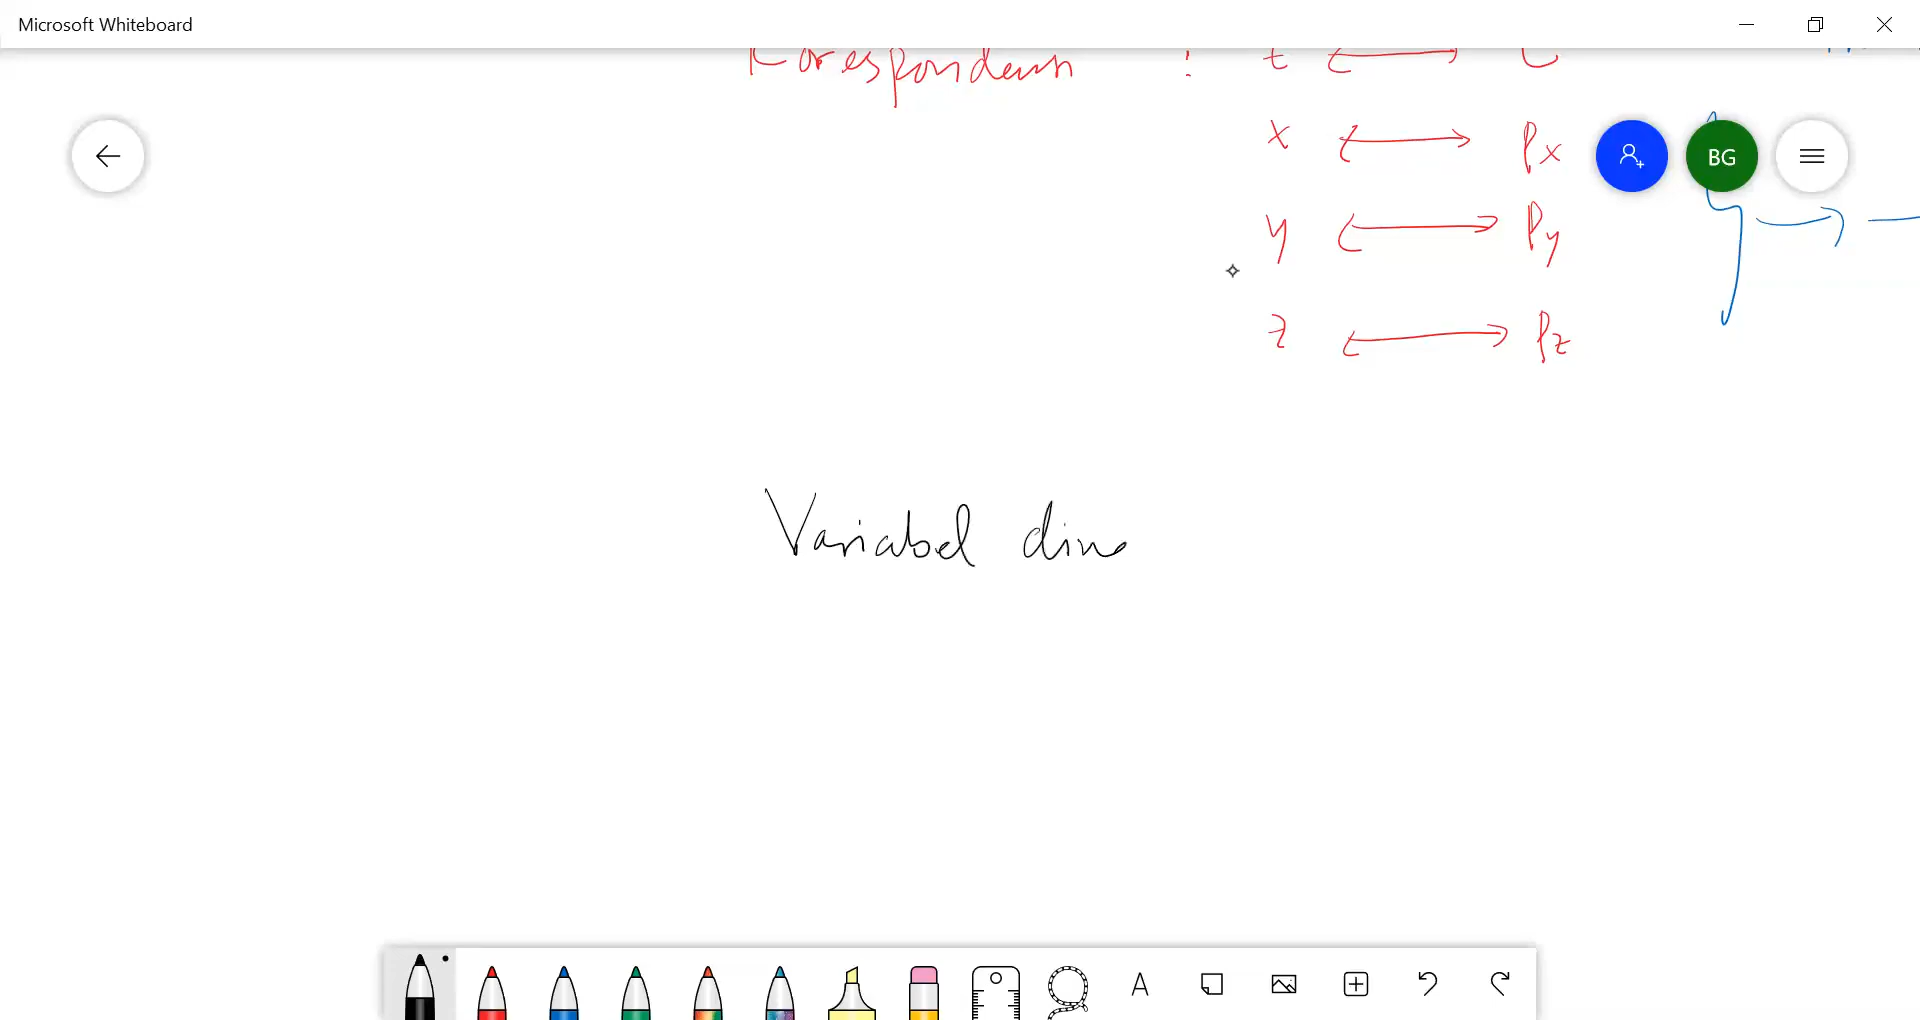 Microsoft Whiteboard
Korespondensi : t ⟷
x ⟷ Px
BG
y ⟷ Py
z ⟷ Pz
Variabel dina
A